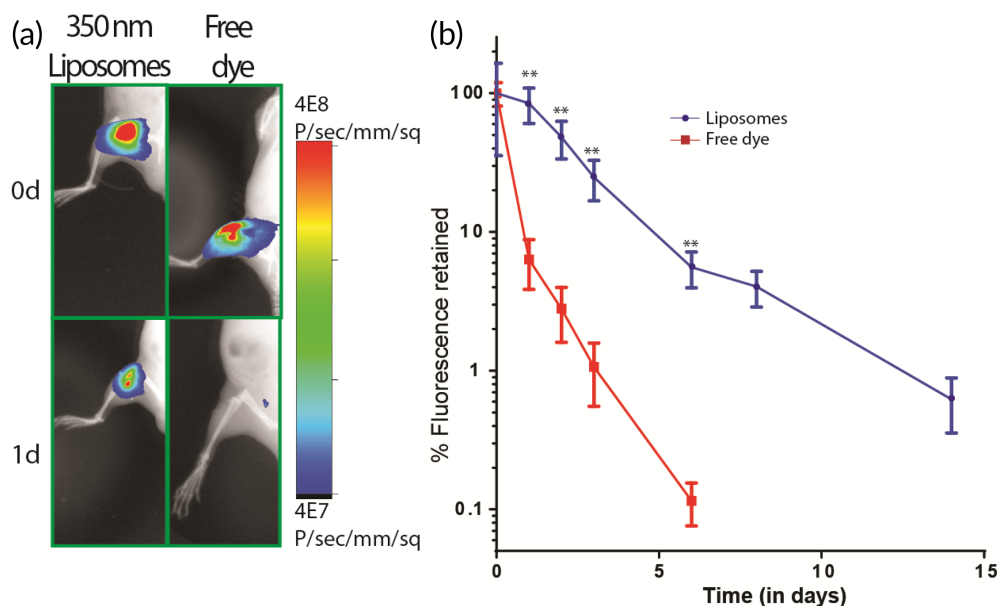 (a)
350 nm
Liposomes
Free
dye
0d
1d
4E8
P/sec/mm/sq
4E7
P/sec/mm/sq
(b)
% Fluorescence retained
100
10
1
0.1
**
**
**
**
Liposomes
Free dye
0
5
10
15
Time (in days)